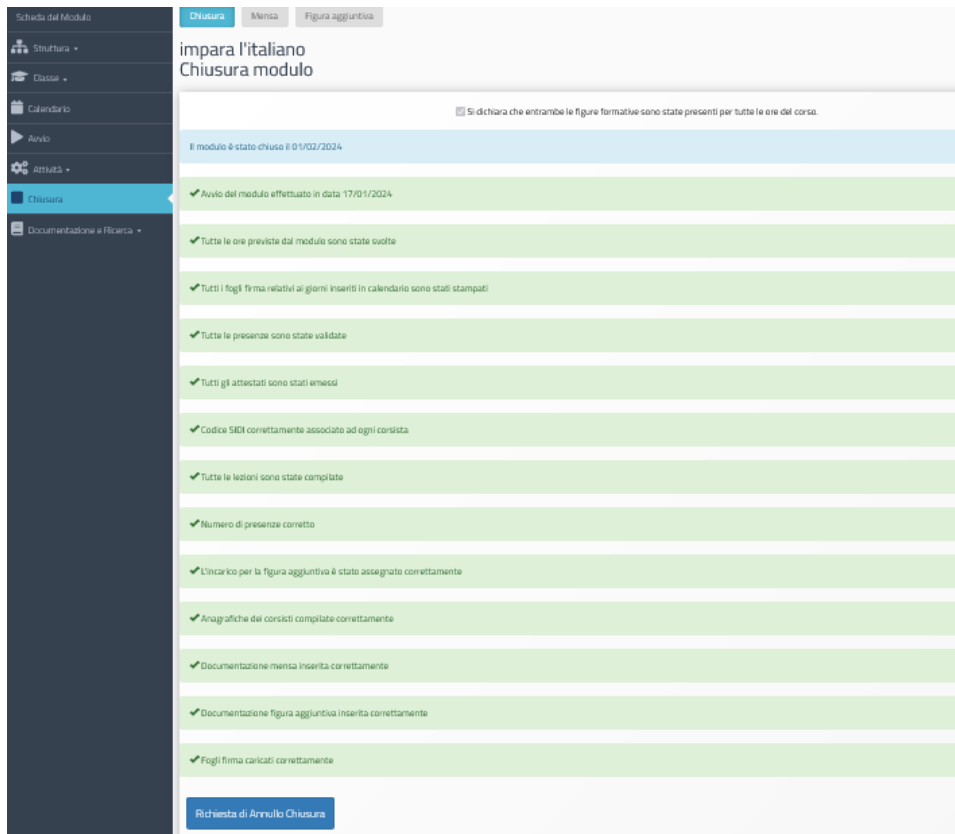 Scheda del Modulo
Struttura
Classe
Calendario
Avvio
Attività
Chiusura
Documentazione e Ricerca
Chiusura Mensa Figura aggiuntiva
impara l'italiano
Chiusura modulo
Si dichiara che entrambe le figure formative sono state presenti per tutte le ore del corso.
Il modulo è stato chiuso il 01/02/2024
Avvio del modulo effettuato in data 17/01/2024
Tutte le ore previste dal modulo sono state svolte
Tutti i fogli firma relativi ai giorni inseriti in calendario sono stati stampati
Tutte le presenze sono state validate
Tutti gli attestati sono stati emessi
Codice SIDI correttamente associato ad ogni corsista
Tutte le lezioni sono state compilate
Numero di presenze corretto
L'incarico per la figura aggiuntiva è stato assegnato correttamente
Anagrafiche dei corsisti compilate correttamente
Documentazione mensa inserita correttamente
Documentazione figura aggiuntiva inserita correttamente
Fogli firma caricati correttamente
Richiesta di Annullo Chiusura